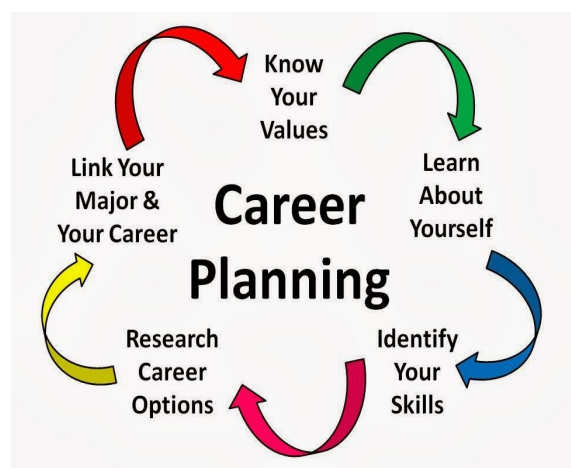 Know
Your
Values
Learn
About
Yourself
Identify
Your
Skills
Research
Career
Options
Link Your
Major &
Your Career
Career
Planning